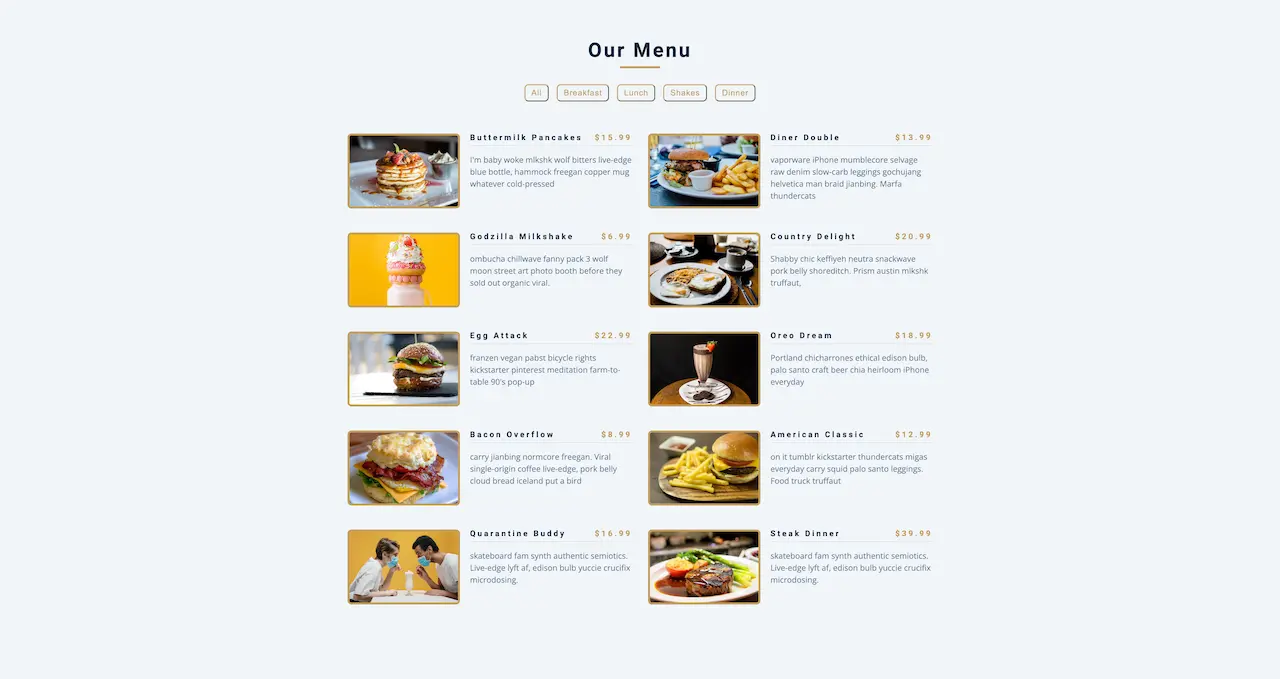 Our Menu
All Breakfast Lunch Shakes Dinner
Buttermilk Pancakes $15.99
I'm baby woke mlkshk wolf bitters live-edge
blue bottle, hammock freegan copper mug
whatever cold-pressed
Diner Double $13.99
vaporware iPhone mumblecore selvage
raw denim slow-carb leggings gochujang
helvetica man braid jianbing. Marfa
thundercats
Godzilla Milkshake $6.99
ombucha chillwave fanny pack 3 wolf
moon street art photo booth before they
sold out organic viral.
Country Delight $20.99
Shabby chic keffiyeh neutra snackwave
pork belly shoreditch. Prism austin mlkshk
truffaut,
Egg Attack $22.99
franzen vegan pabst bicycle rights
kickstarter pinterest meditation farm-to-
table 90's pop-up
Oreo Dream $18.99
Portland chicharrones ethical edison bulb,
palo santo craft beer chia heirloom iPhone
everyday
Bacon Overflow $8.99
carry jianbing normcore freegan. Viral
single-origin coffee live-edge, pork belly
cloud bread iceland put a bird
American Classic $12.99
on it tumblr kickstarter thundercats migas
everyday carry squid palo santo leggings.
Food truck truffaut
Quarantine Buddy $16.99
skateboard fam synth authentic semiotics.
Live-edge lyft af, edison bulb yuccie crucifix
microdosing.
Steak Dinner $39.99
skateboard fam synth authentic semiotics.
Live-edge lyft af, edison bulb yuccie crucifix
microdosing.